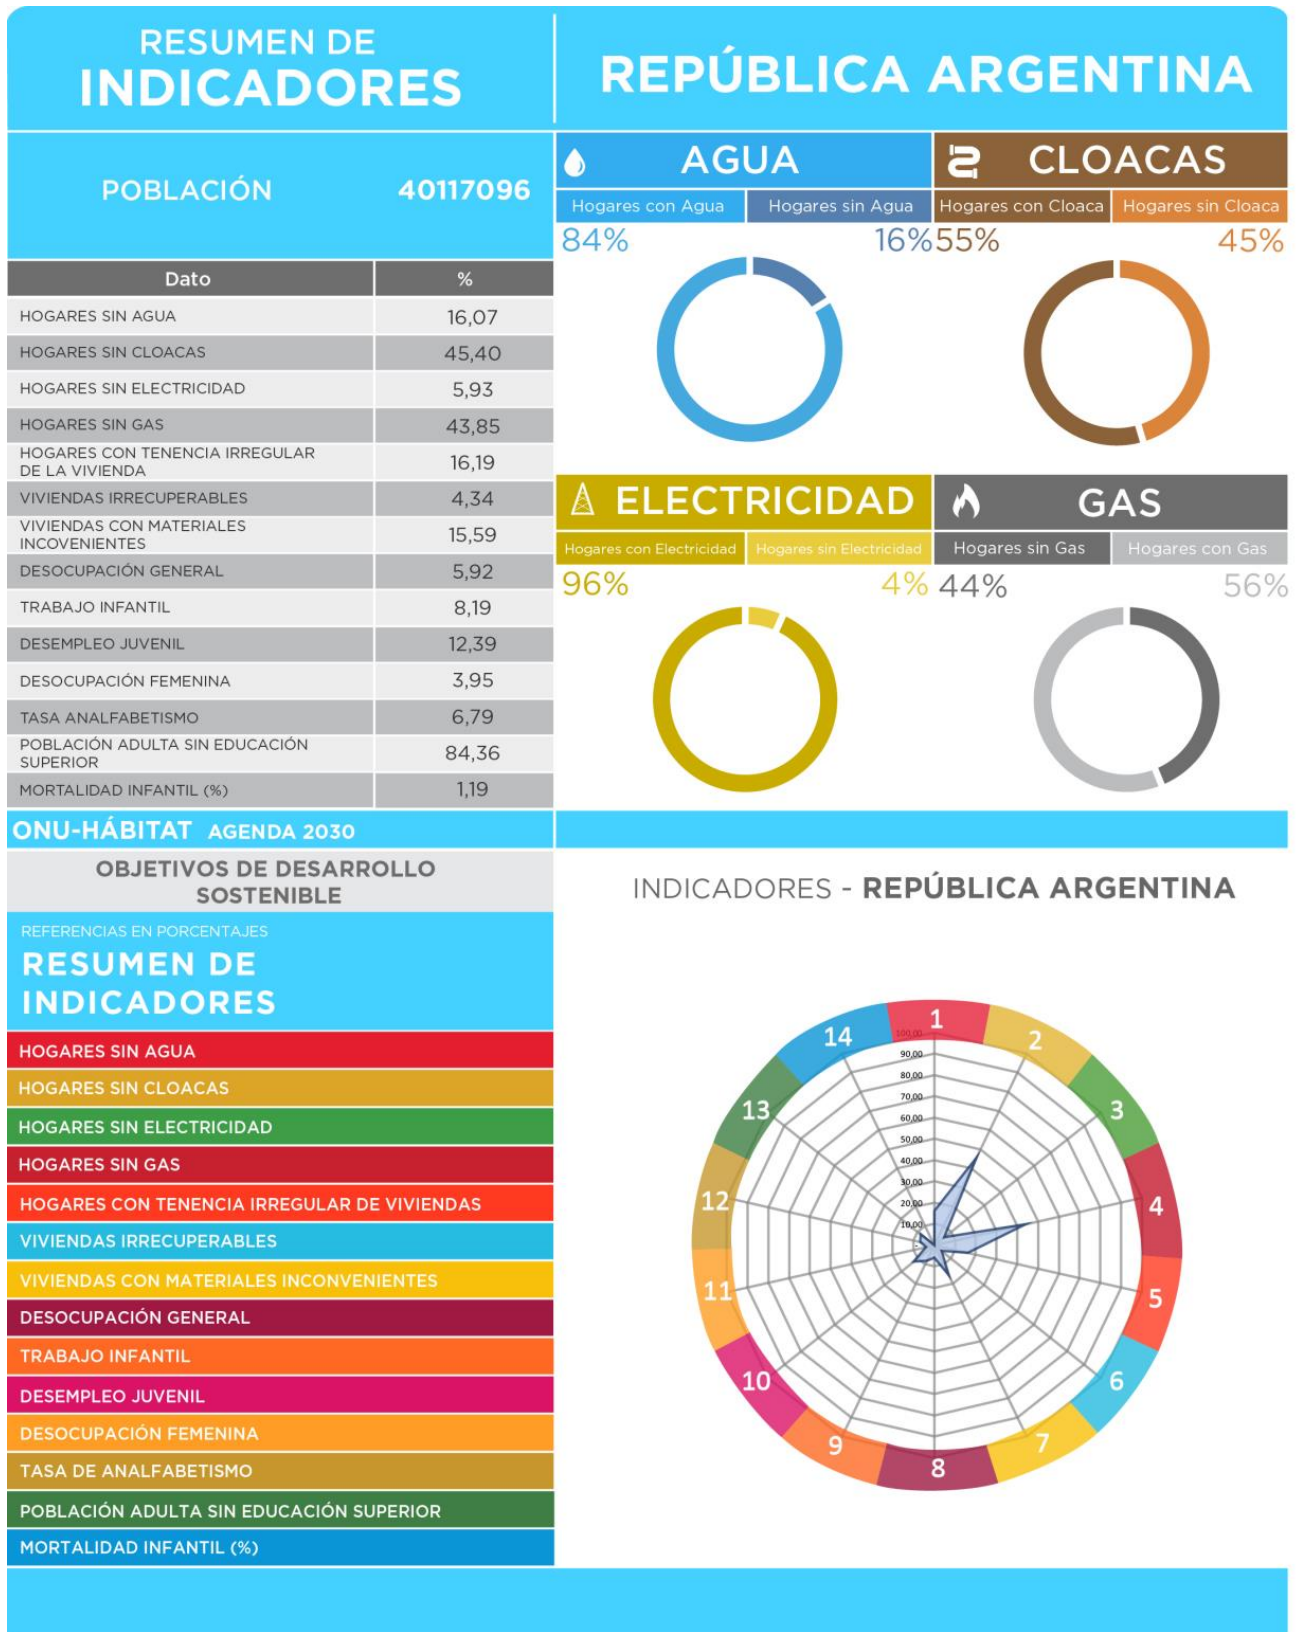 RESUMEN DE
INDICADORES
REPÚBLICA ARGENTINA
POBLACIÓN 40117096
Dato %
HOGARES SIN AGUA 16,07
HOGARES SIN CLOACAS 45,40
HOGARES SIN ELECTRICIDAD 5,93
HOGARES SIN GAS 43,85
HOGARES CON TENENCIA IRREGULAR
DE LA VIVIENDA 16,19
VIVIENDAS IRRECUPERABLES 4,34
VIVIENDAS CON MATERIALES
INCOVENIENTES 15,59
DESOCUPACIÓN GENERAL 5,92
TRABAJO INFANTIL 8,19
DESEMPLEO JUVENIL 12,39
DESOCUPACIÓN FEMENINA 3,95
TASA ANALFABETISMO 6,79
POBLACIÓN ADULTA SIN EDUCACIÓN
SUPERIOR 84,36
MORTALIDAD INFANTIL (%) 1,19
AGUA
Hogares con Agua Hogares sin Agua
84% 16%
CLOACAS
Hogares con Cloaca Hogares sin Cloaca
55% 45%
ELECTRICIDAD
Hogares con Electricidad Hogares sin Electricidad
96% 4%
GAS
Hogares sin Gas Hogares con Gas
44% 56%
ONU-HÁBITAT AGENDA 2030
OBJETIVOS DE DESARROLLO
SOSTENIBLE
REFERENCIAS EN PORCENTAJES
RESUMEN DE
INDICADORES
HOGARES SIN AGUA
HOGARES SIN CLOACAS
HOGARES SIN ELECTRICIDAD
HOGARES SIN GAS
HOGARES CON TENENCIA IRREGULAR DE VIVIENDAS
VIVIENDAS IRRECUPERABLES
VIVIENDAS CON MATERIALES INCONVENIENTES
DESOCUPACIÓN GENERAL
TRABAJO INFANTIL
DESEMPLEO JUVENIL
DESOCUPACIÓN FEMENINA
TASA DE ANALFABETISMO
POBLACIÓN ADULTA SIN EDUCACIÓN SUPERIOR
MORTALIDAD INFANTIL (%)
INDICADORES - REPÚBLICA ARGENTINA
1
2
3
4
5
6
7
8
9
10
11
12
13
14
100,00
90,00
80,00
70,00
60,00
50,00
40,00
30,00
20,00
10,00
-